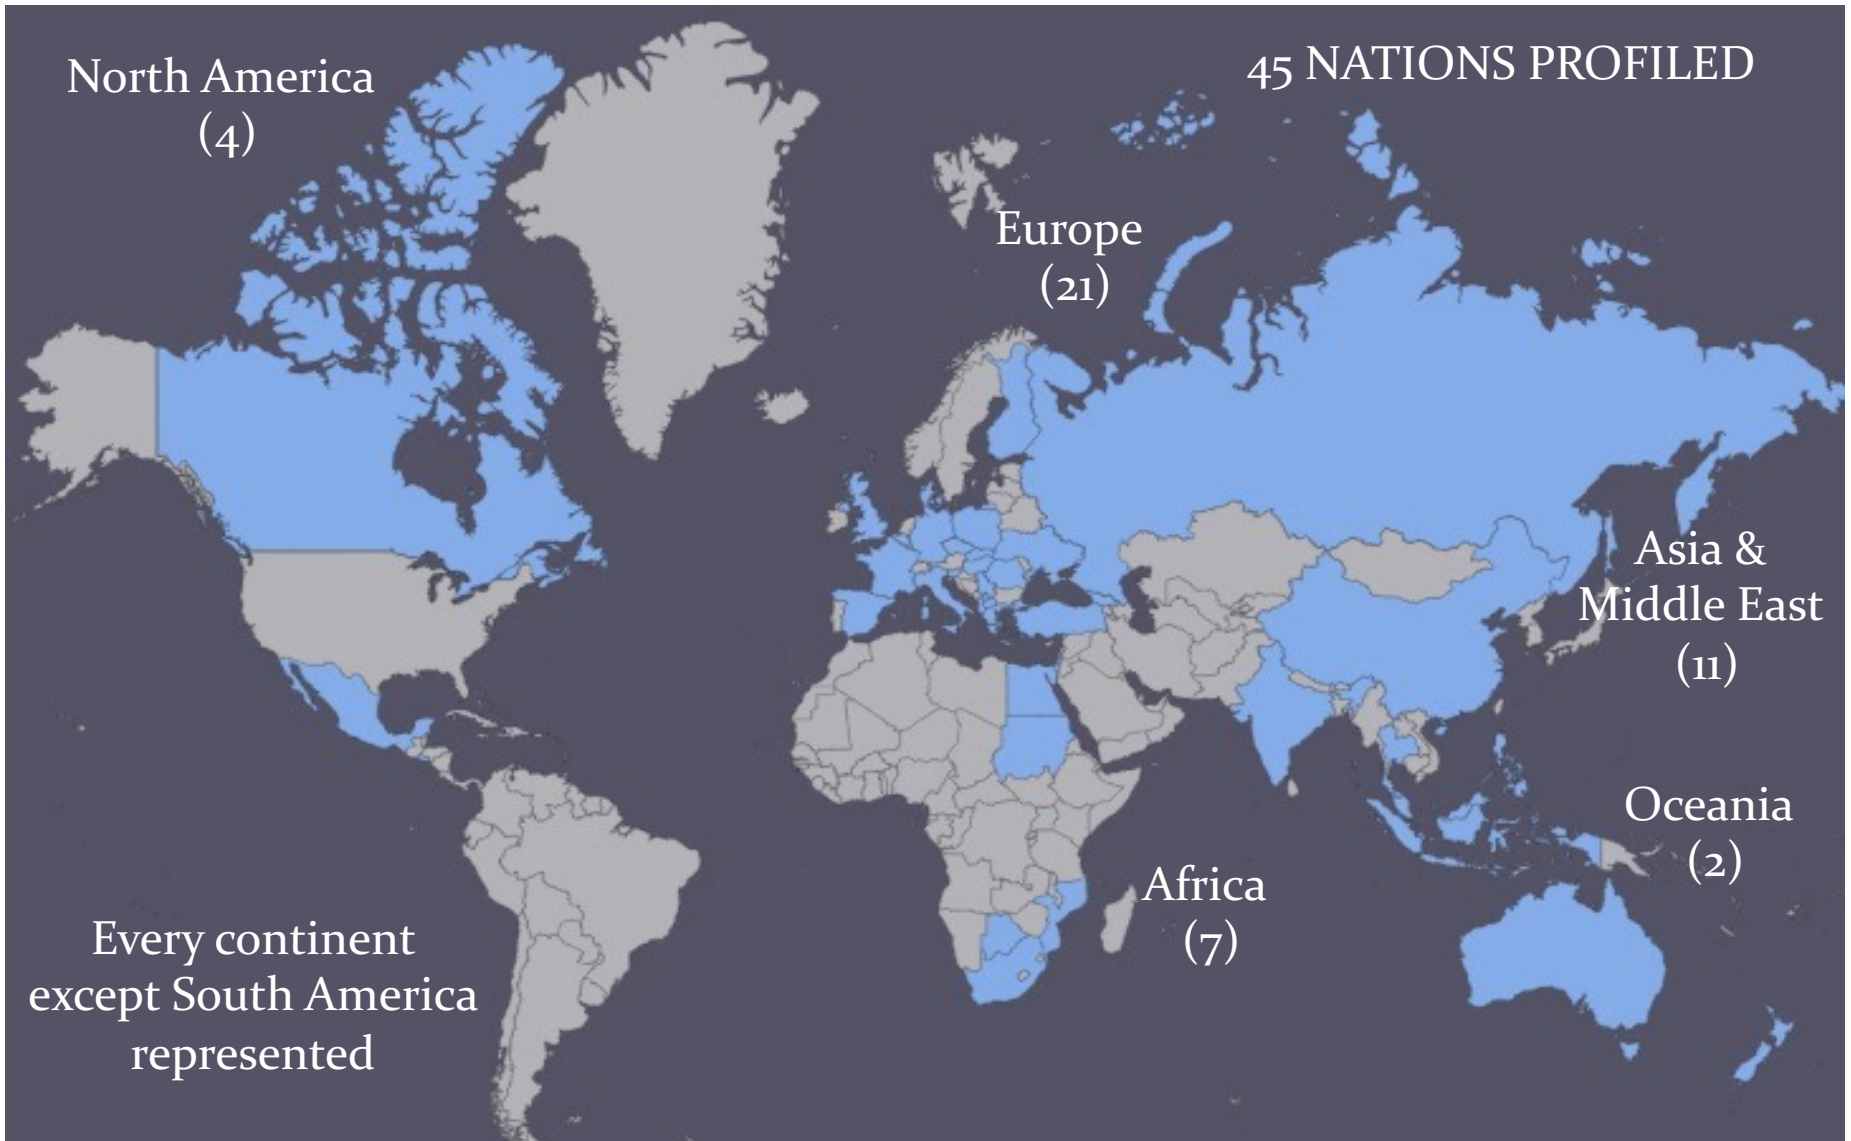 North America
(4)
45 NATIONS PROFILED
Europe
(21)
Asia &
Middle East
(11)
Oceania
(2)
Africa
(7)
Every continent
except South America
represented